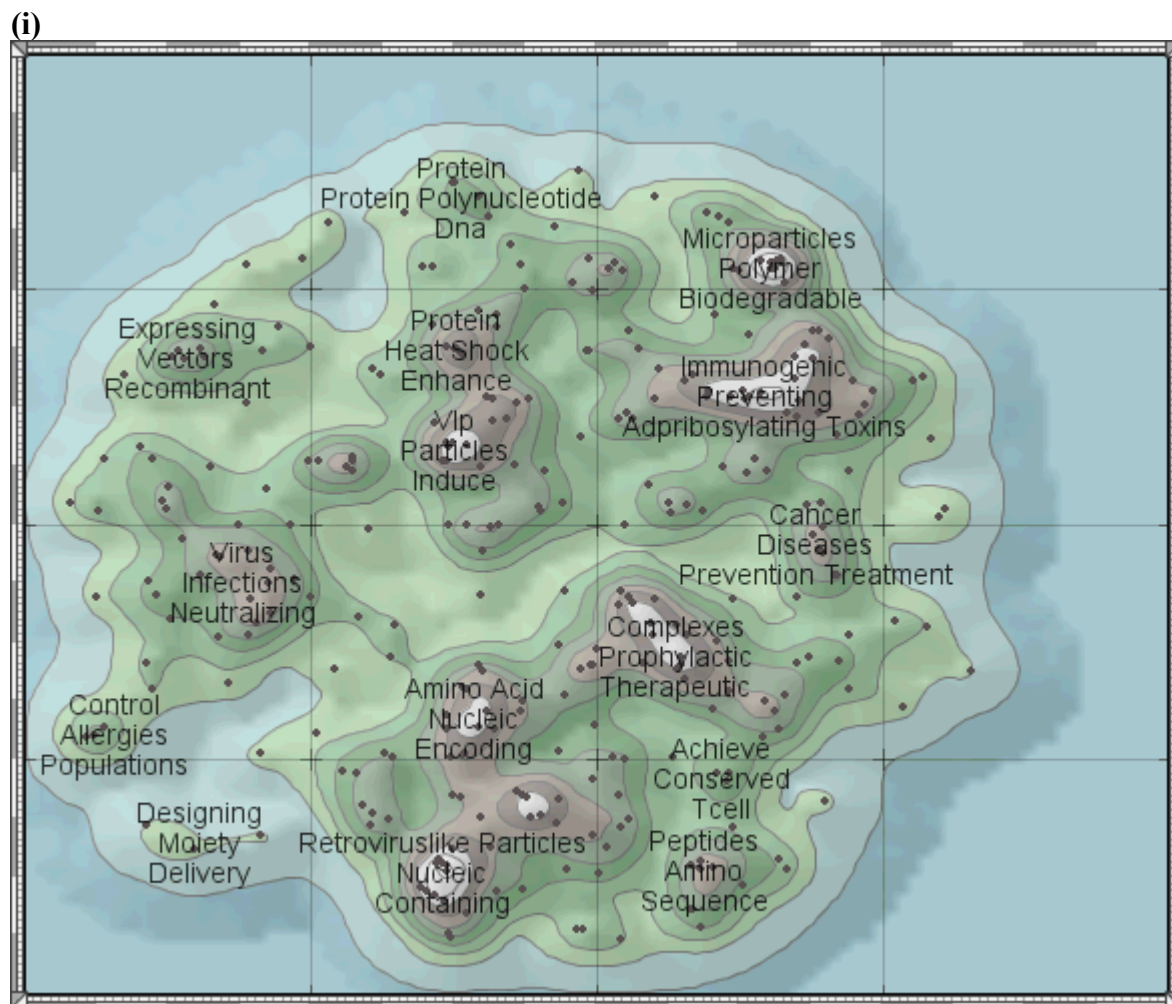 (i)
Protein
Protein Polynucleotide
Dna
Microparticles
Polymer
Biodegradable
Expressing
Vectors
Recombinant
Protein
Heat Shock
Enhance
Immunogenic
Preventing
Adpribosylating Toxins
Vlp
Particles
Induce
Cancer
Diseases
Prevention Treatment
Virus
Infections
Neutralizing
Complexes
Prophylactic
Therapeutic
Amino Acid
Nucleic
Encoding
Control
Allergies
Populations
Achieve
Conserved
Tcell
Designing
Moiety
Delivery
Retroviruslike Particles
Nucleic
Containing
Peptides
Amino
Sequence